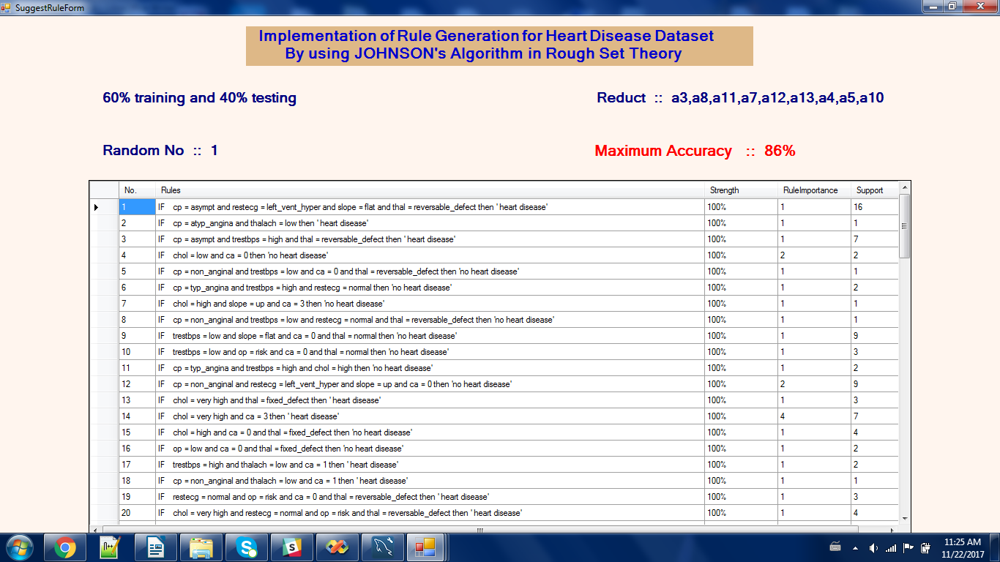 SuggestRuleForm
Implementation of Rule Generation for Heart Disease Dataset
By using JOHNSON's Algorithm in Rough Set Theory
60% training and 40% testing
Reduct :: a3,a8,a11,a7,a12,a13,a4,a5,a10
Random No :: 1
Maximum Accuracy :: 86%
No. Rules Strength RuleImportance Support
1 IF cp = asympt and restecg = left_vent_hyper and slope = flat and thal = reversable_defect then ' heart disease' 100% 1 16
2 IF cp = atyp_angina and thalach = low then ' heart disease' 100% 1 1
3 IF cp = asympt and trestbps = high and thal = reversable_defect then ' heart disease' 100% 1 7
4 IF chol = low and ca = 0 then 'no heart disease' 100% 2 2
5 IF cp = non_anginal and trestbps = low and ca = 0 and thal = reversable_defect then 'no heart disease' 100% 1 1
6 IF cp = typ_angina and trestbps = high and restecg = normal then 'no heart disease' 100% 1 2
7 IF chol = high and slope = up and ca = 3 then 'no heart disease' 100% 1 1
8 IF cp = non_anginal and trestbps = low and restecg = normal and thal = reversable_defect then 'no heart disease' 100% 1 1
9 IF trestbps = low and slope = flat and ca = 0 and thal = normal then 'no heart disease' 100% 1 9
10 IF trestbps = low and op = risk and ca = 0 and thal = normal then 'no heart disease' 100% 1 3
11 IF cp = typ_angina and trestbps = high and chol = high then 'no heart disease' 100% 1 2
12 IF cp = non_anginal and restecg = left_vent_hyper and slope = up and ca = 0 then 'no heart disease' 100% 2 9
13 IF chol = very high and thal = fixed_defect then ' heart disease' 100% 1 3
14 IF chol = very high and ca = 3 then ' heart disease' 100% 4 7
15 IF chol = high and ca = 0 and thal = fixed_defect then 'no heart disease' 100% 1 4
16 IF op = low and ca = 0 and thal = fixed_defect then 'no heart disease' 100% 1 2
17 IF trestbps = high and thalach = low and ca = 1 then ' heart disease' 100% 1 2
18 IF cp = non_anginal and thalach = low and ca = 1 then ' heart disease' 100% 1 1
19 IF restecg = normal and op = risk and ca = 0 and thal = reversable_defect then ' heart disease' 100% 1 3
20 IF chol = very high and restecg = normal and op = risk and thal = reversable_defect then ' heart disease' 100% 1 4
11:25 AM
11/22/2017